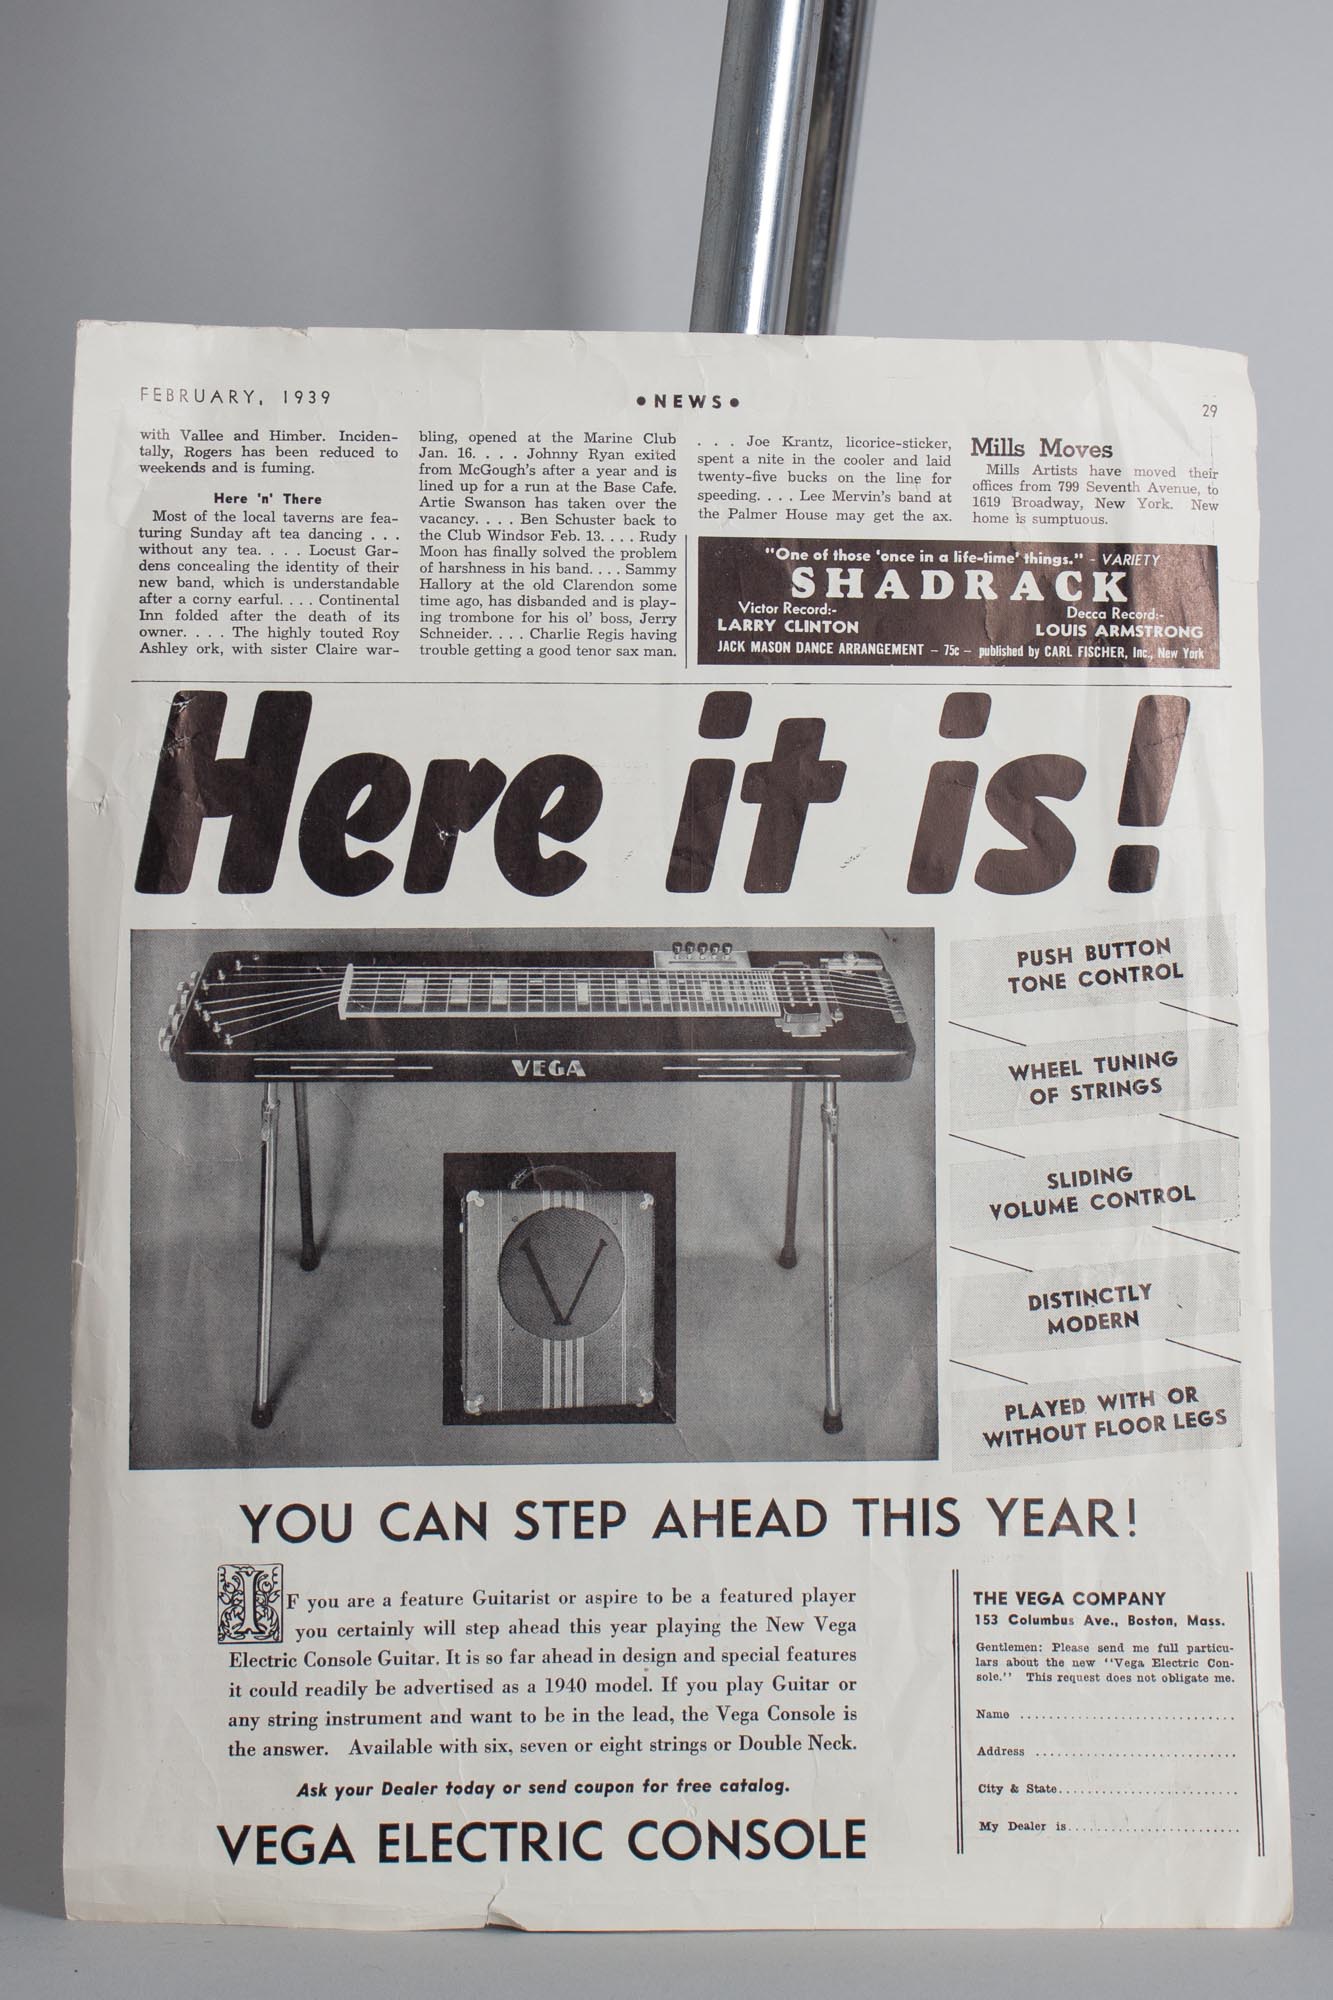 FEBRUARY, 1939
•NEWS•
29
with Vallee and Himber. Inciden-
tally, Rogers has been reduced to
weekends and is fuming.
Here 'n' There
Most of the local taverns are fea-
turing Sunday aft tea dancing . . .
without any tea. . . . Locust Gar-
dens concealing the identity of their
new band, which is understandable
after a corny earful. . . . Continental
Inn folded after the death of its
owner. . . . The highly touted Roy
Ashley ork, with sister Claire war-
bling, opened at the Marine Club
Jan. 16. . . . Johnny Ryan exited
from McGough's after a year and is
lined up for a run at the Base Cafe.
Artie Swanson has taken over the
vacancy. . . . Ben Schuster back to
the Club Windsor Feb. 13. . . . Rudy
Moon has finally solved the problem
of harshness in his band. . . . Sammy
Hallory at the old Clarendon some
time ago, has disbanded and is play-
ing trombone for his ol' boss, Jerry
Schneider. . . . Charlie Regis having
trouble getting a good tenor sax man.
. . . Joe Krantz, licorice-sticker,
spent a nite in the cooler and laid
twenty-five bucks on the line for
speeding. . . . Lee Mervin's band at
the Palmer House may get the ax.
Mills Moves
Mills Artists have moved their
offices from 799 Seventh Avenue, to
1619 Broadway, New York. New
home is sumptuous.
"One of those 'once in a life-time' things." - VARIETY
SHADRACK
Victor Record:-
LARRY CLINTON
Decca Record:-
LOUIS ARMSTRONG
JACK MASON DANCE ARRANGEMENT – 75c – published by CARL FISCHER, Inc., New York
Here it is!
VEGA
V
PUSH BUTTON
TONE CONTROL
WHEEL TUNING
OF STRINGS
SLIDING
VOLUME CONTROL
DISTINCTLY
MODERN
PLAYED WITH OR
WITHOUT FLOOR LEGS
YOU CAN STEP AHEAD THIS YEAR!
IF you are a feature Guitarist or aspire to be a featured player
you certainly will step ahead this year playing the New Vega
Electric Console Guitar. It is so far ahead in design and special features
it could readily be advertised as a 1940 model. If you play Guitar or
any string instrument and want to be in the lead, the Vega Console is
the answer. Available with six, seven or eight strings or Double Neck.
Ask your Dealer today or send coupon for free catalog.
VEGA ELECTRIC CONSOLE
THE VEGA COMPANY
153 Columbus Ave., Boston, Mass.
Gentlemen: Please send me full particu-
lars about the new "Vega Electric Con-
sole." This request does not obligate me.
Name ..............................
Address ............................
City & State.........................
My Dealer is........................